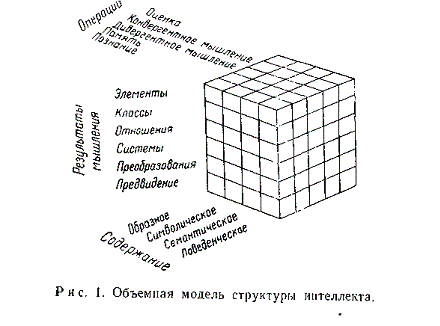 Операции
Оценка
Конвергентное мышление
Дивергентное мышление
Память
Познание
Результаты
мышления
Элементы
Классы
Отношения
Системы
Преобразования
Предвидение
Содержание
Образное
Символическое
Семантическое
Поведенческое
Рис. 1. Объемная модель структуры интеллекта.